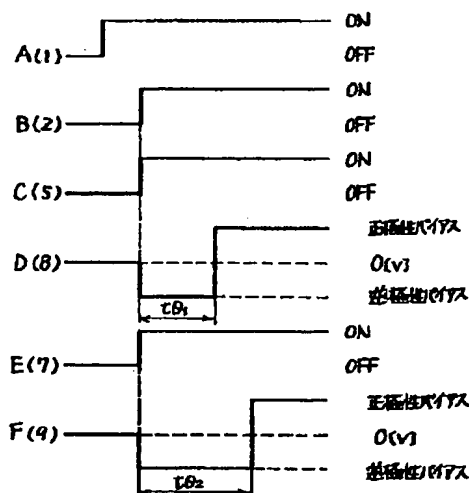 A(1) ON
OFF
B(2) ON
OFF
C(5) ON
OFF
D(8) 正極性バイアス
0[V]
逆極性バイアス
τθ₁
E(7) ON
OFF
F(9) 正極性バイアス
0[V]
逆極性バイアス
τθ₂